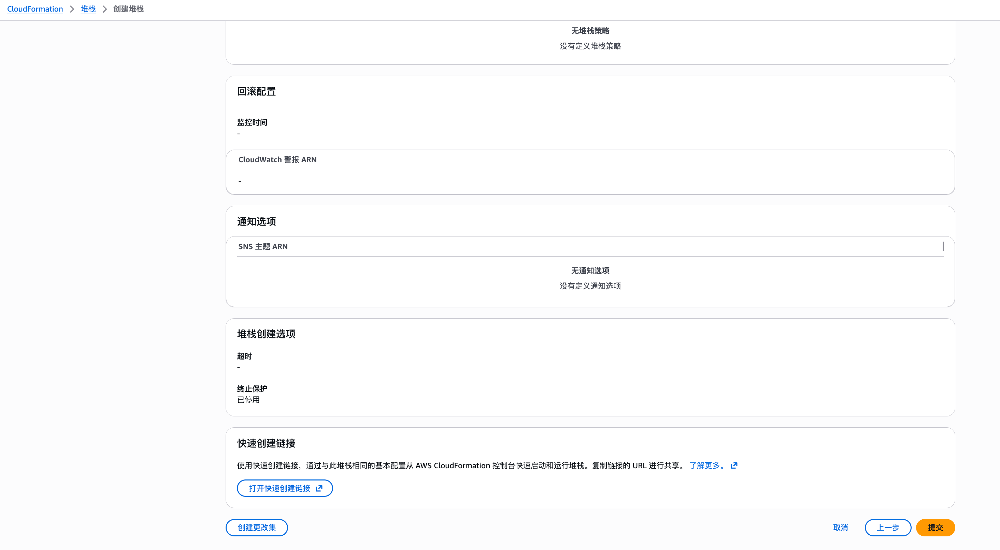 CloudFormation > 堆栈 > 创建堆栈
无堆栈策略
没有定义堆栈策略
回滚配置
监控时间
-
CloudWatch 警报 ARN
-
通知选项
SNS 主题 ARN
无通知选项
没有定义通知选项
堆栈创建选项
超时
-
终止保护
已停用
快速创建链接
使用快速创建链接，通过与此堆栈相同的基本配置从 AWS CloudFormation 控制台快速启动和运行堆栈。复制链接的 URL 进行共享。 了解更多。
打开快速创建链接
创建更改集 取消 上一步 提交